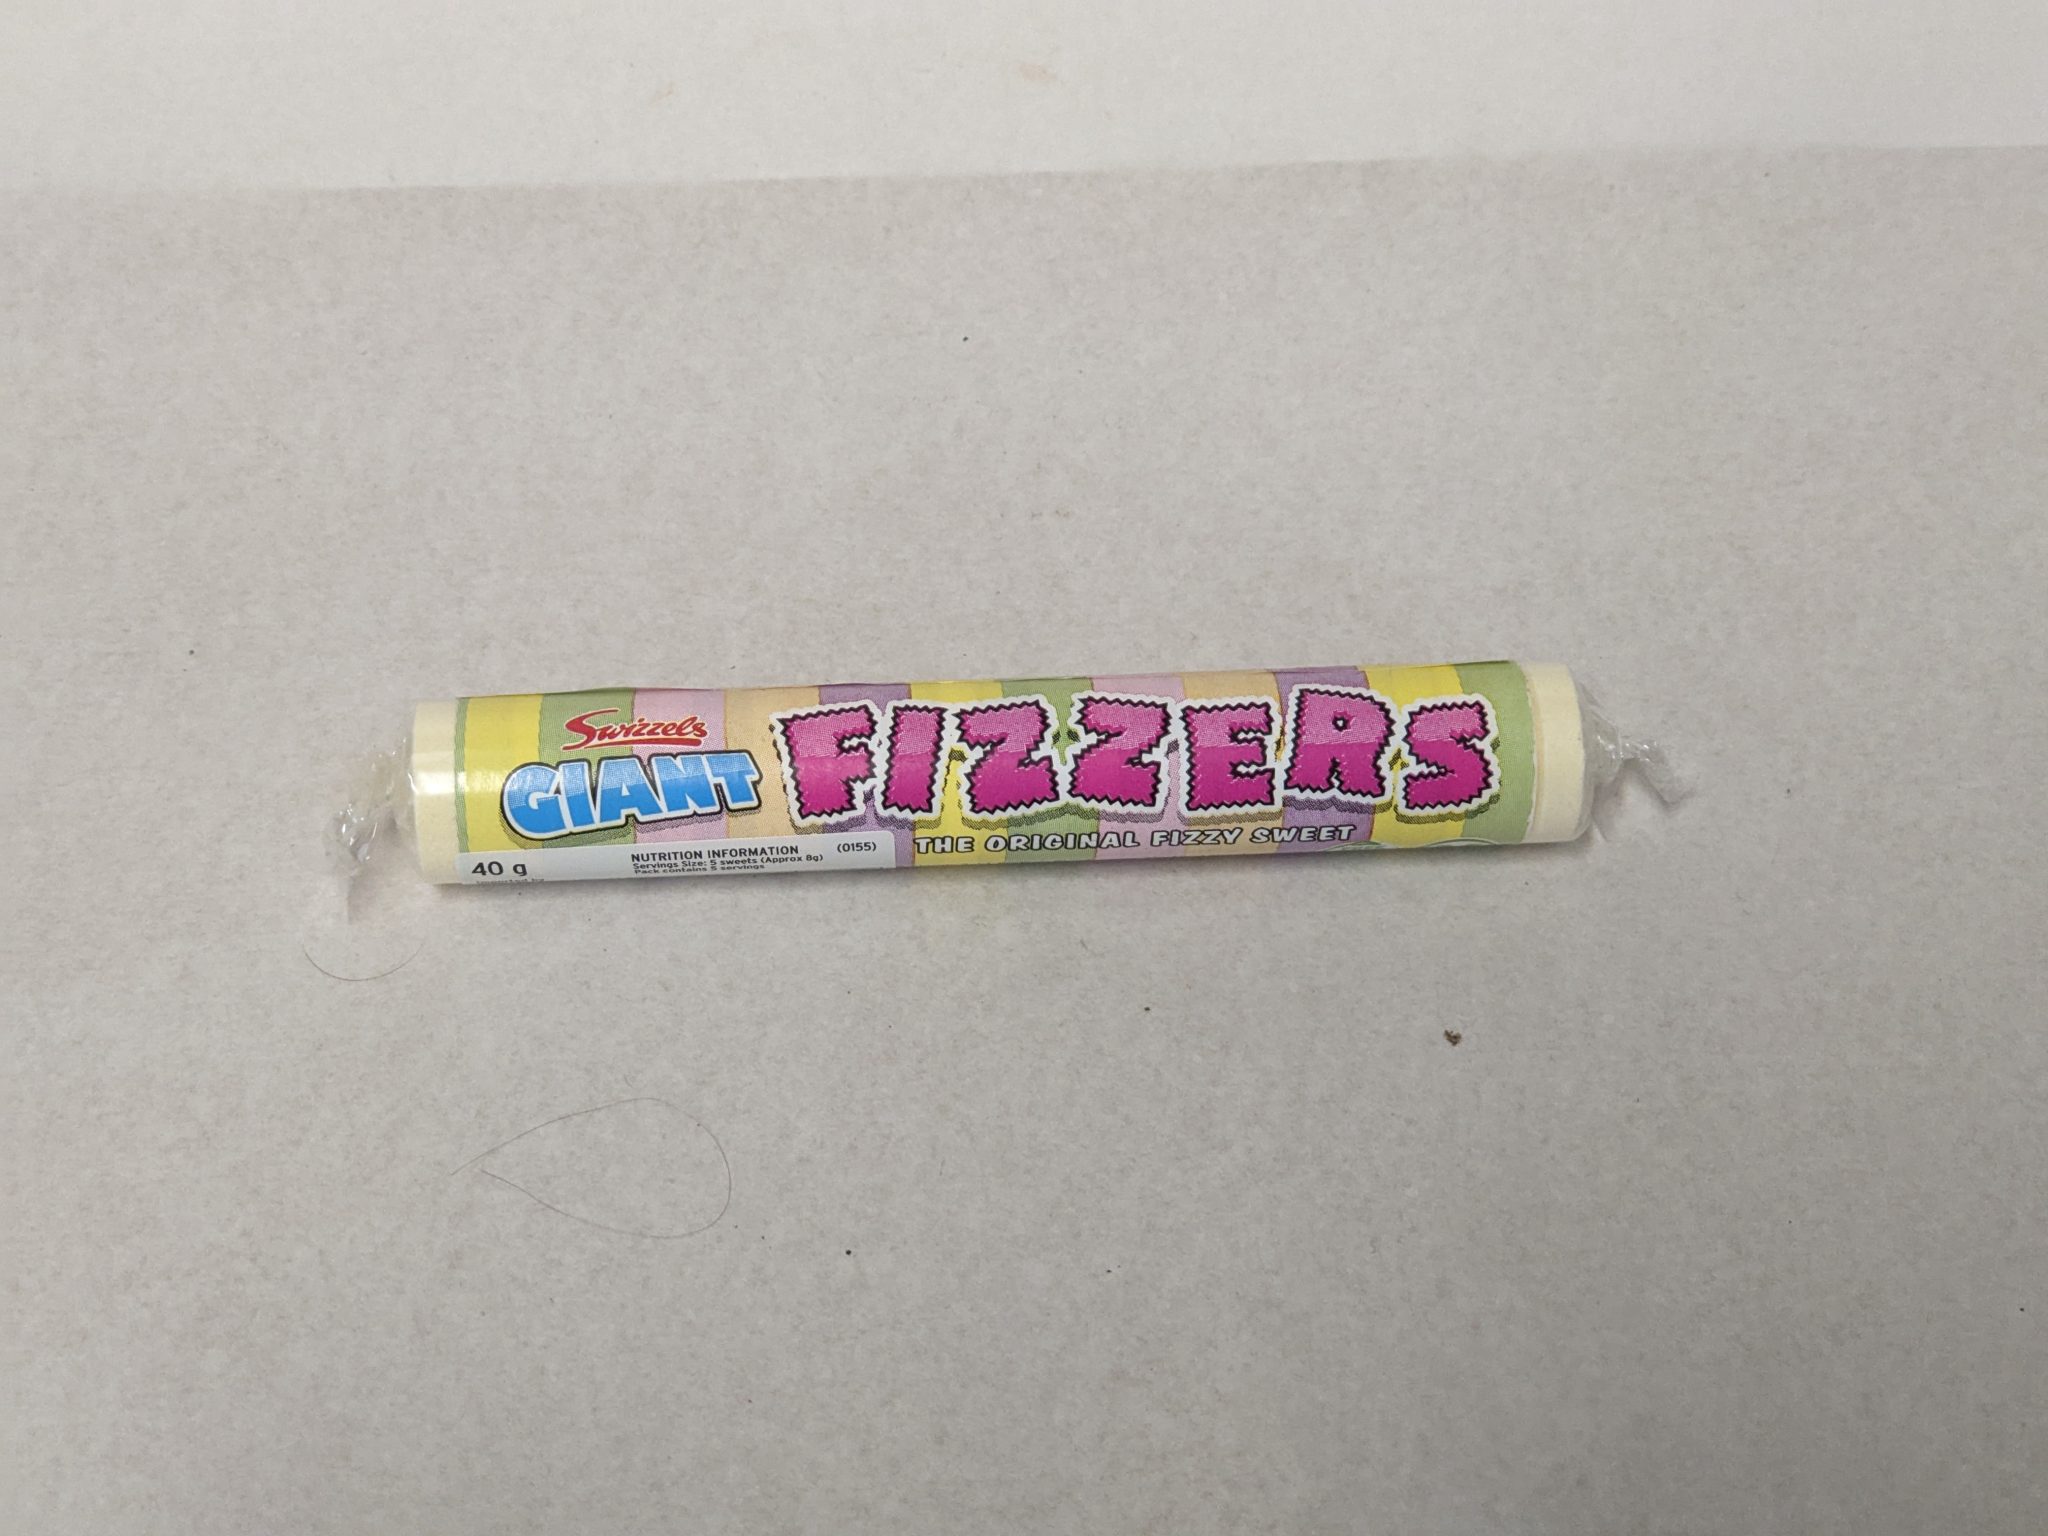 Swizzels
GIANT FIZZERS
THE ORIGINAL FIZZY SWEET
40 g
NUTRITION INFORMATION (0155)
Servings Size: 5 sweets (Approx 8g)
Pack contains 5 servings